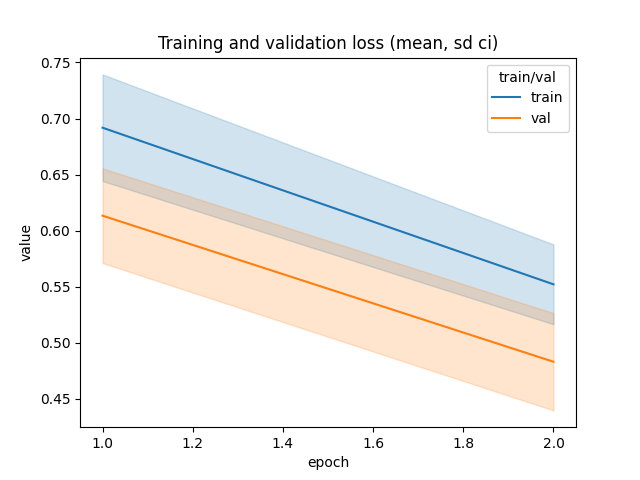 Training and validation loss (mean, sd ci)
train/val
train
val
value
0.75
0.70
0.65
0.60
0.55
0.50
0.45
1.0
1.2
1.4
1.6
1.8
2.0
epoch